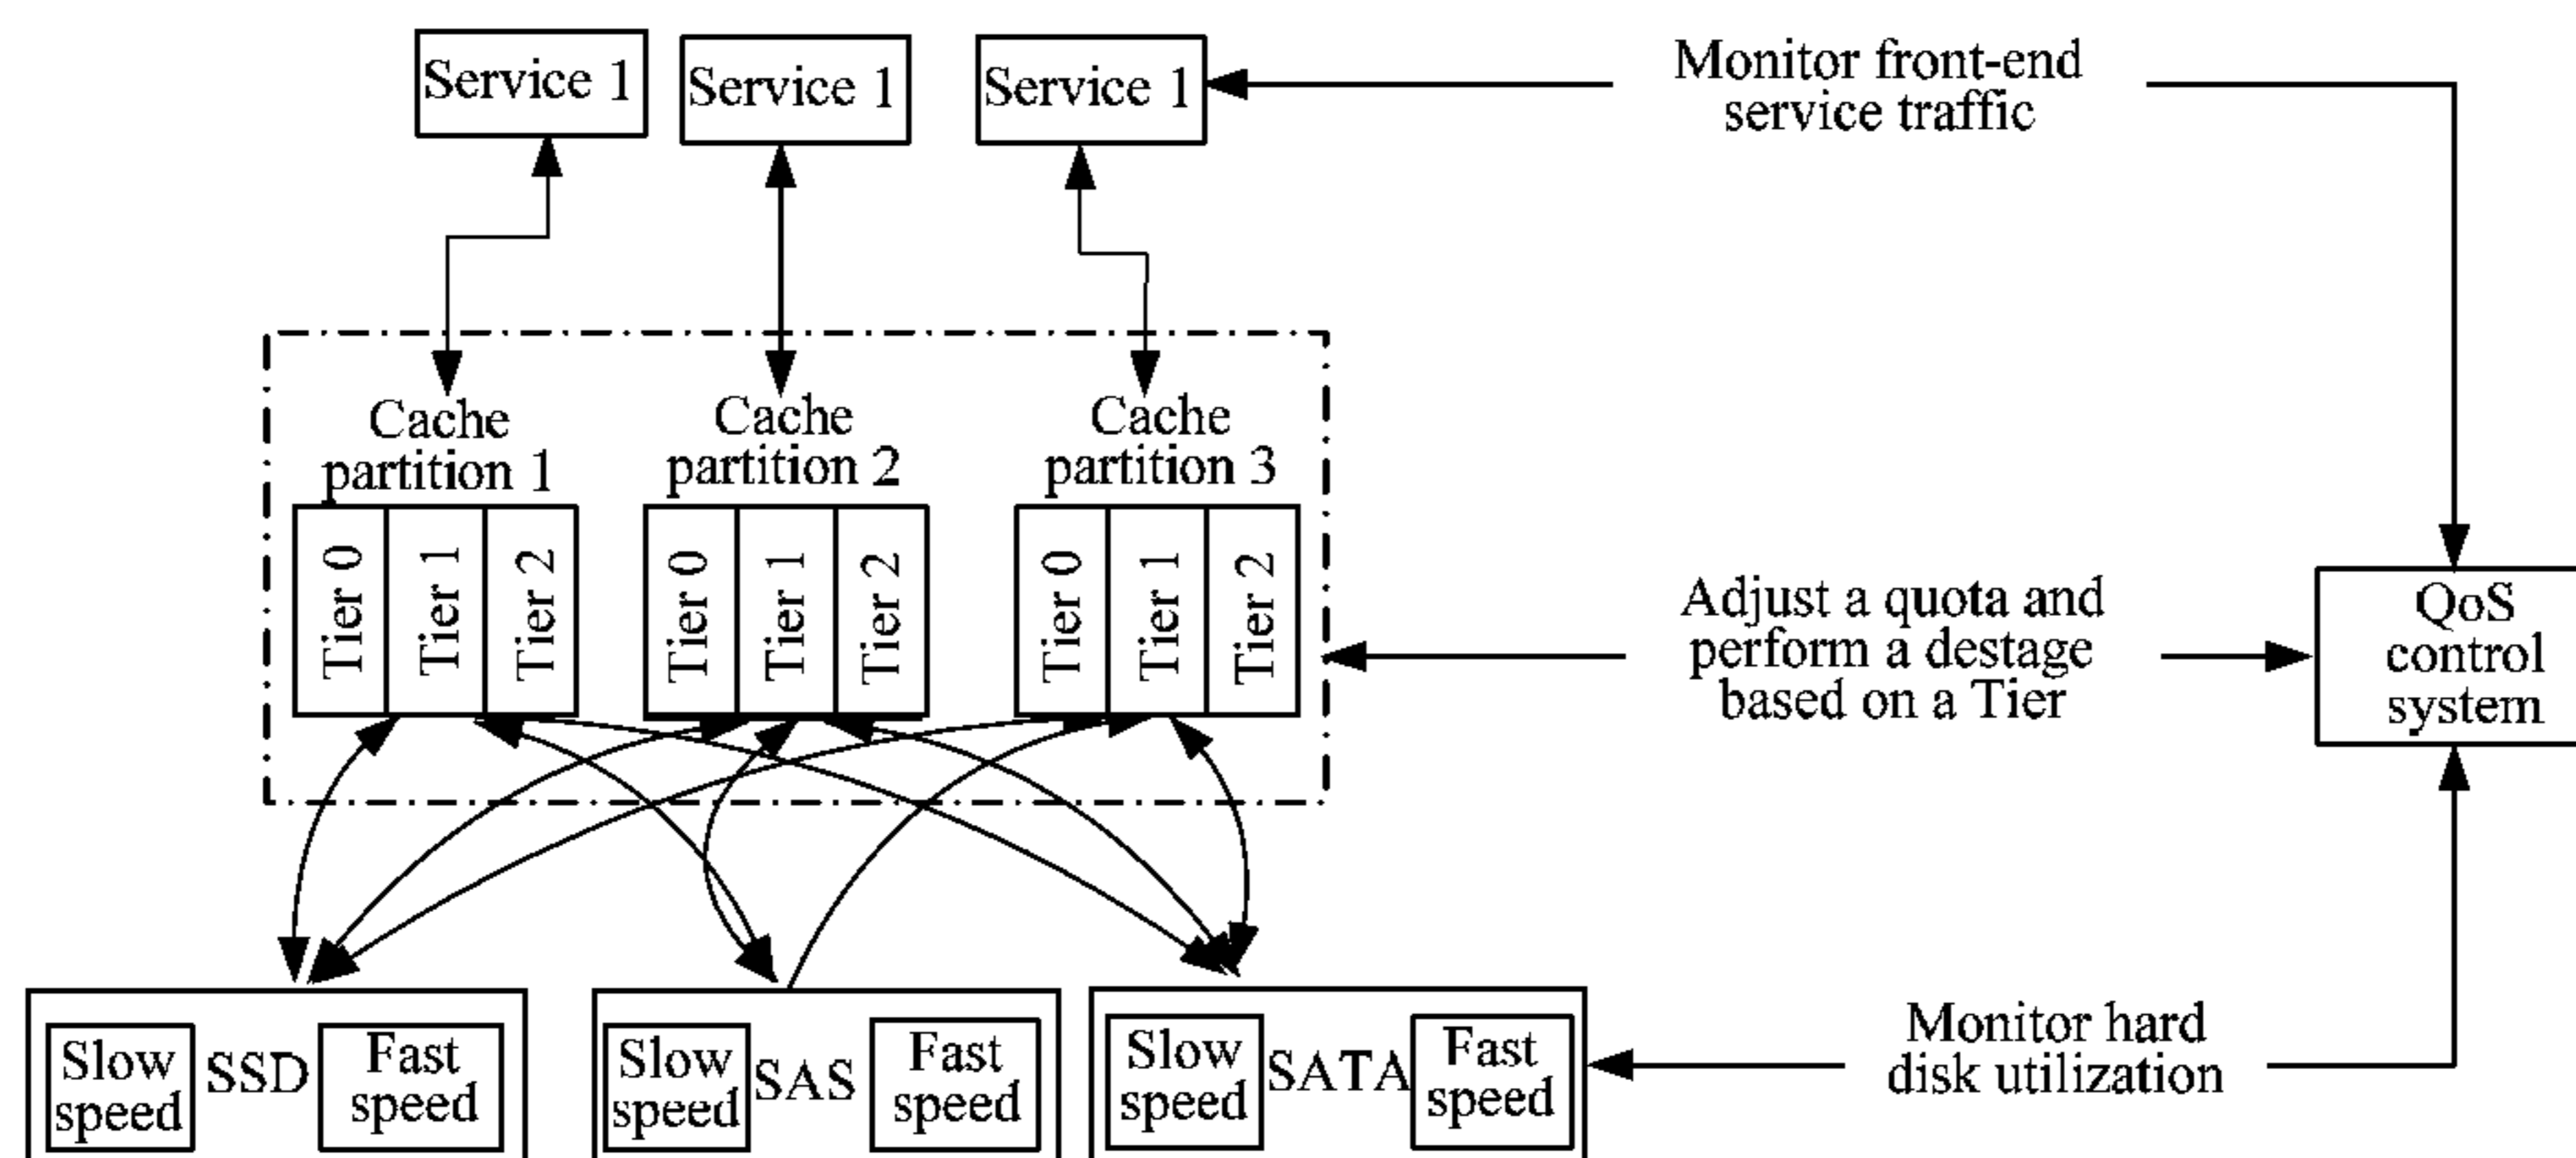 Service 1
Service 1
Service 1
Monitor front-end
service traffic
Cache
partition 1
Cache
partition 2
Cache
partition 3
Tier 0
Tier 1
Tier 2
Tier 0
Tier 1
Tier 2
Tier 0
Tier 1
Tier 2
Adjust a quota and
perform a destage
based on a Tier
QoS
control
system
Slow
speed
SSD
Fast
speed
Slow
speed
SAS
Fast
speed
Slow
speed
SATA
Fast
speed
Monitor hard
disk utilization